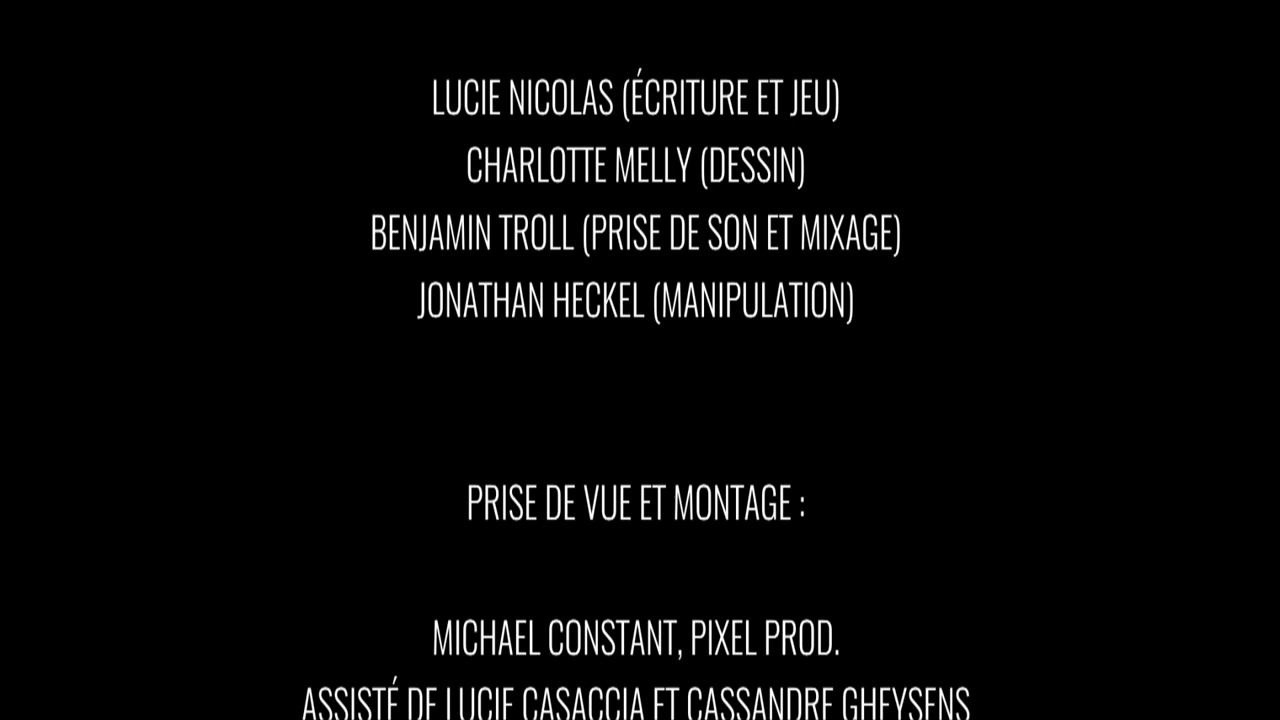 LUCIE NICOLAS (ÉCRITURE ET JEU)
CHARLOTTE MELLY (DESSIN)
BENJAMIN TROLL (PRISE DE SON ET MIXAGE)
JONATHAN HECKEL (MANIPULATION)
PRISE DE VUE ET MONTAGE :
MICHAEL CONSTANT, PIXEL PROD.
ASSISTÉ DE LUCIE CASACCIA ET CASSANDRE GHEYSENS